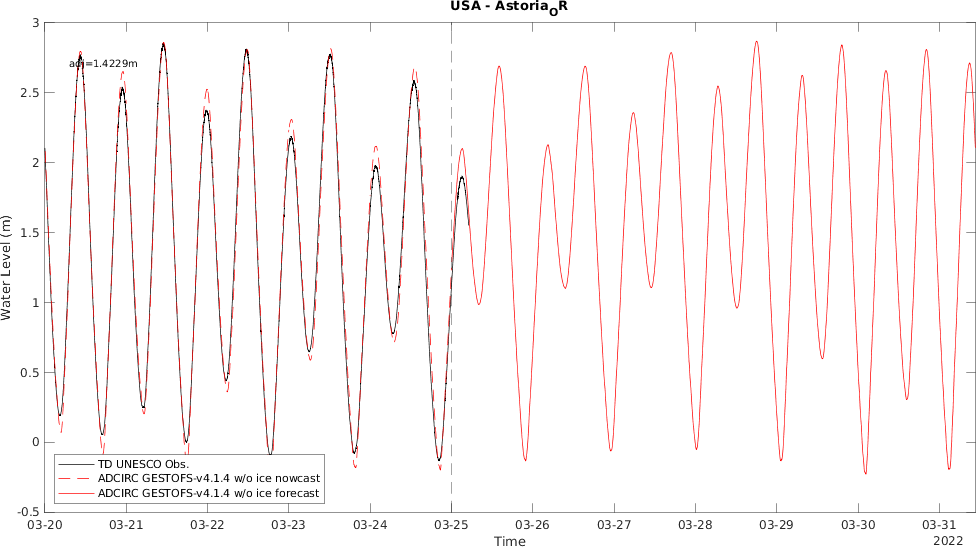 USA - AstoriaOR
adj=1.4229m
Water Level (m)
3
2.5
2
1.5
1
0.5
0
-0.5
TD UNESCO Obs.
ADCIRC GESTOFS-v4.1.4 w/o ice nowcast
ADCIRC GESTOFS-v4.1.4 w/o ice forecast
03-20 03-21 03-22 03-23 03-24 03-25 03-26 03-27 03-28 03-29 03-30 03-31
Time
2022